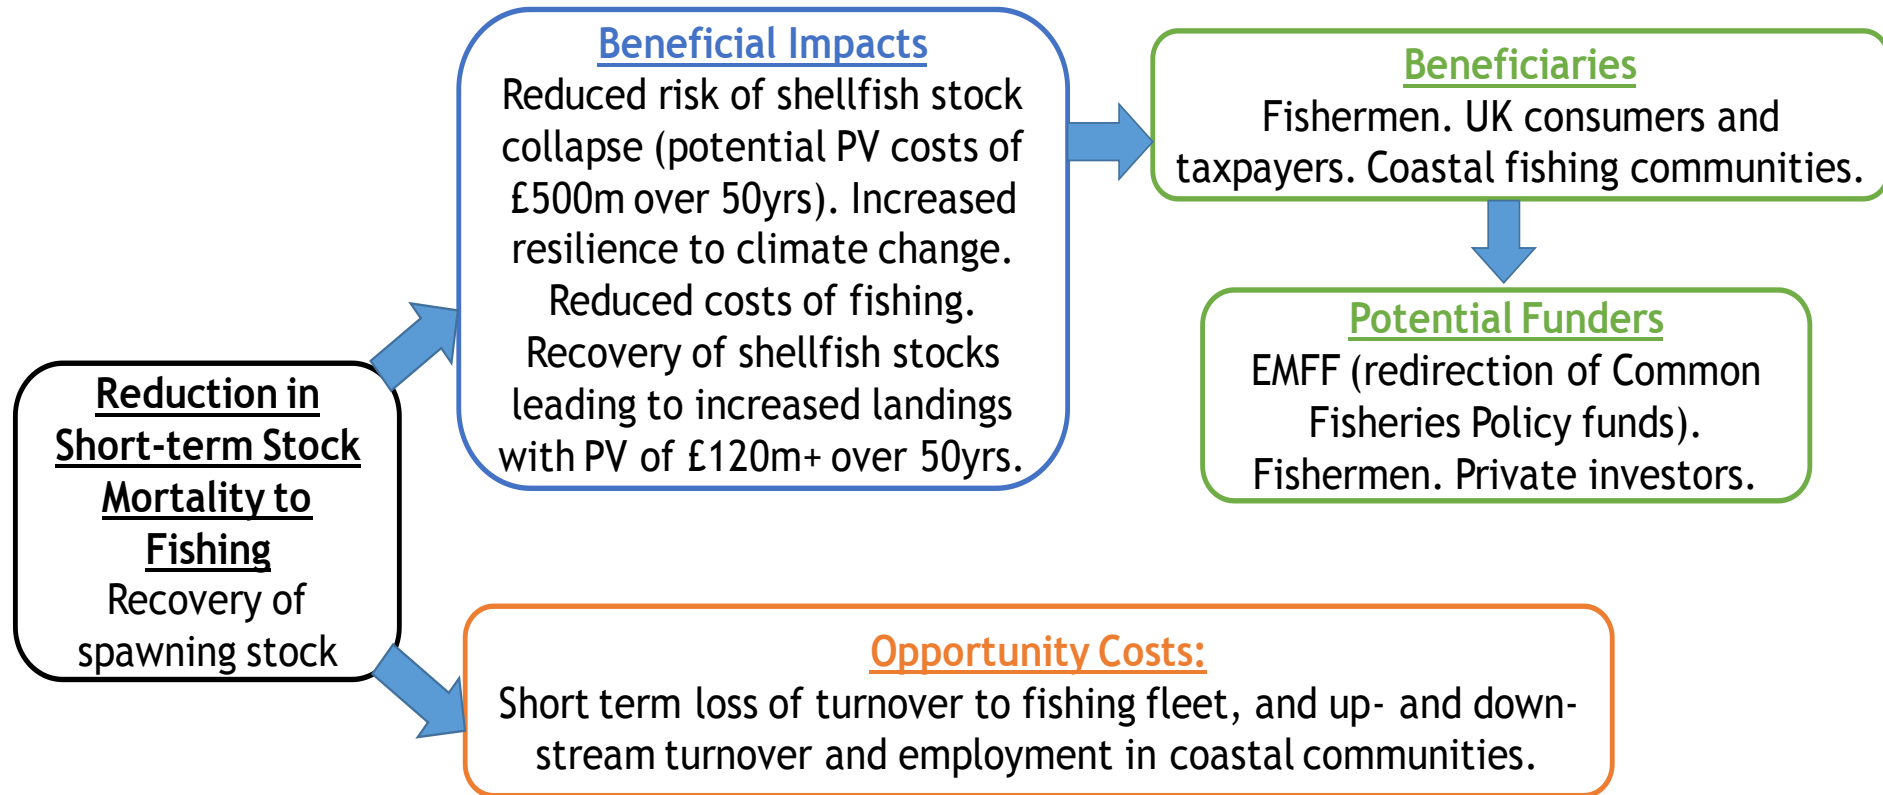 Reduction in
Short-term Stock
Mortality to
Fishing
Recovery of
spawning stock
Beneficial Impacts
Reduced risk of shellfish stock
collapse (potential PV costs of
£500m over 50yrs). Increased
resilience to climate change.
Reduced costs of fishing.
Recovery of shellfish stocks
leading to increased landings
with PV of £120m+ over 50yrs.
Beneficiaries
Fishermen. UK consumers and
taxpayers. Coastal fishing communities.
Potential Funders
EMFF (redirection of Common
Fisheries Policy funds).
Fishermen. Private investors.
Opportunity Costs:
Short term loss of turnover to fishing fleet, and up- and down-
stream turnover and employment in coastal communities.